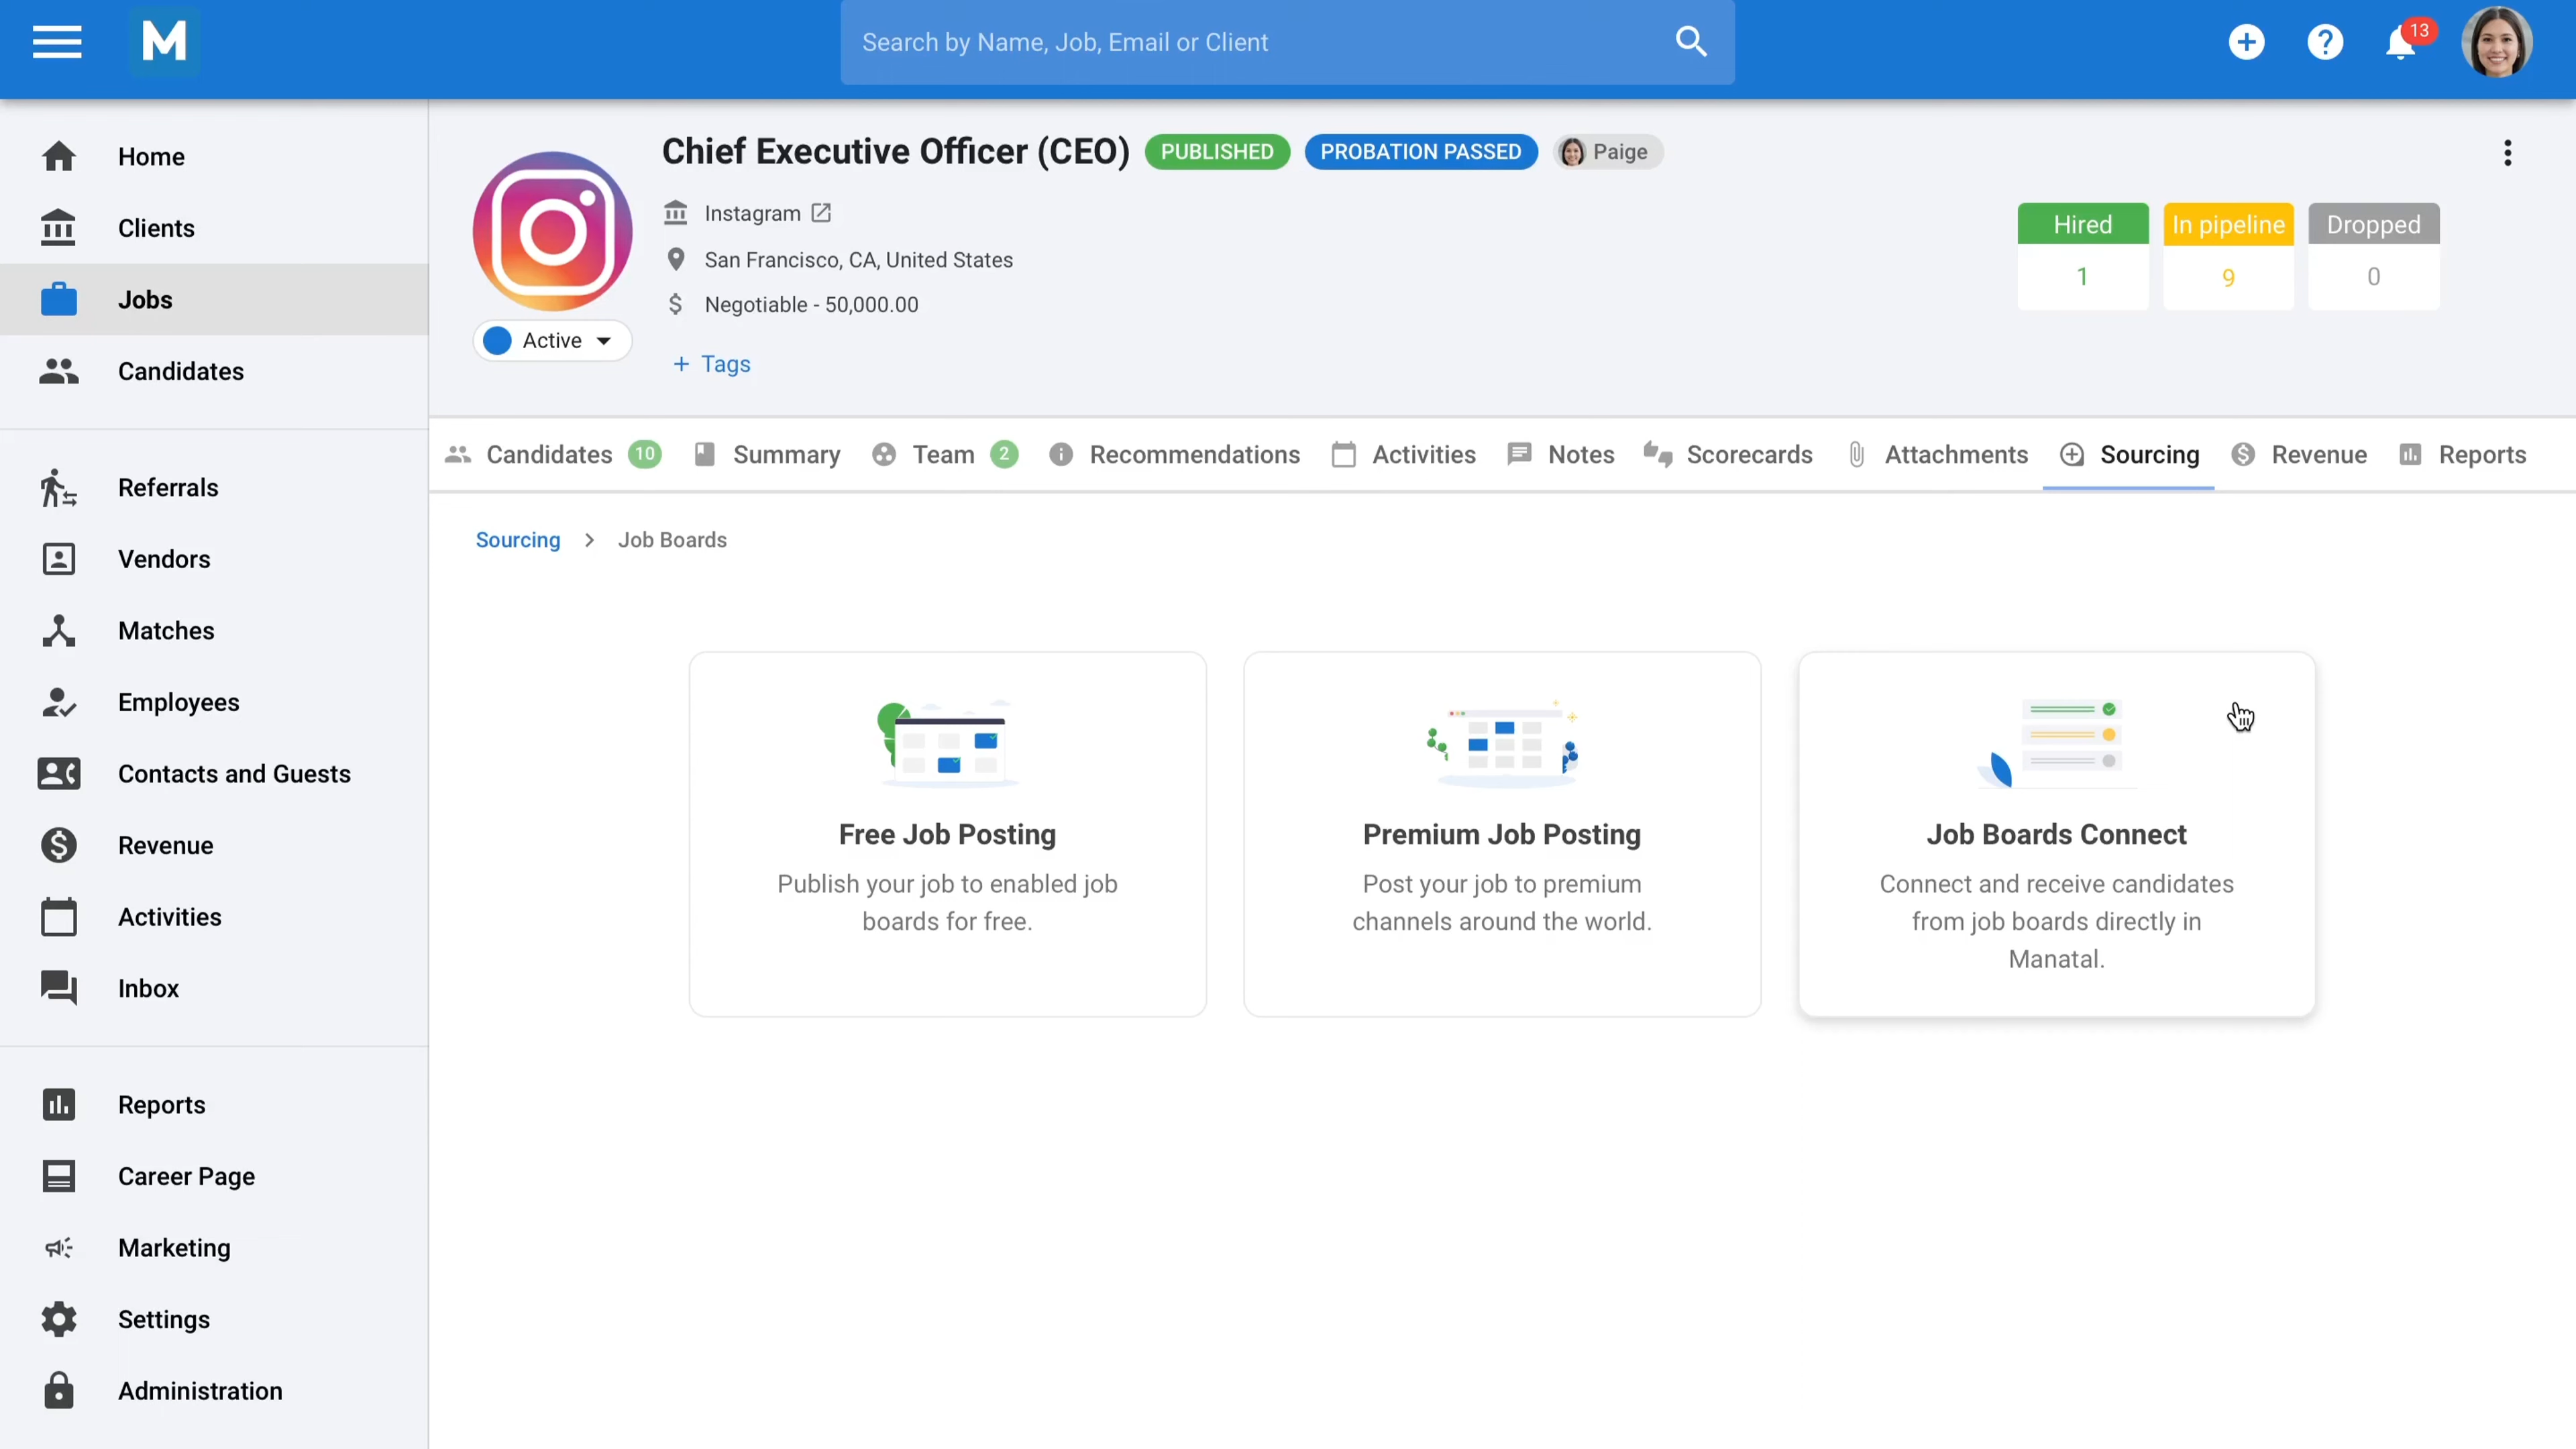 M
Search by Name, Job, Email or Client
13
Home
Clients
Jobs
Candidates
Referrals
Vendors
Matches
Employees
Contacts and Guests
Revenue
Activities
Inbox
Reports
Career Page
Marketing
Settings
Administration
Chief Executive Officer (CEO) PUBLISHED PROBATION PASSED Paige
Instagram
San Francisco, CA, United States
Negotiable - 50,000.00
Active
+ Tags
Hired In pipeline Dropped
1 9 0
Candidates 10 Summary Team 2 Recommendations Activities Notes Scorecards Attachments Sourcing Revenue Reports
Sourcing > Job Boards
Free Job Posting
Publish your job to enabled job
boards for free.
Premium Job Posting
Post your job to premium
channels around the world.
Job Boards Connect
Connect and receive candidates
from job boards directly in
Manatal.